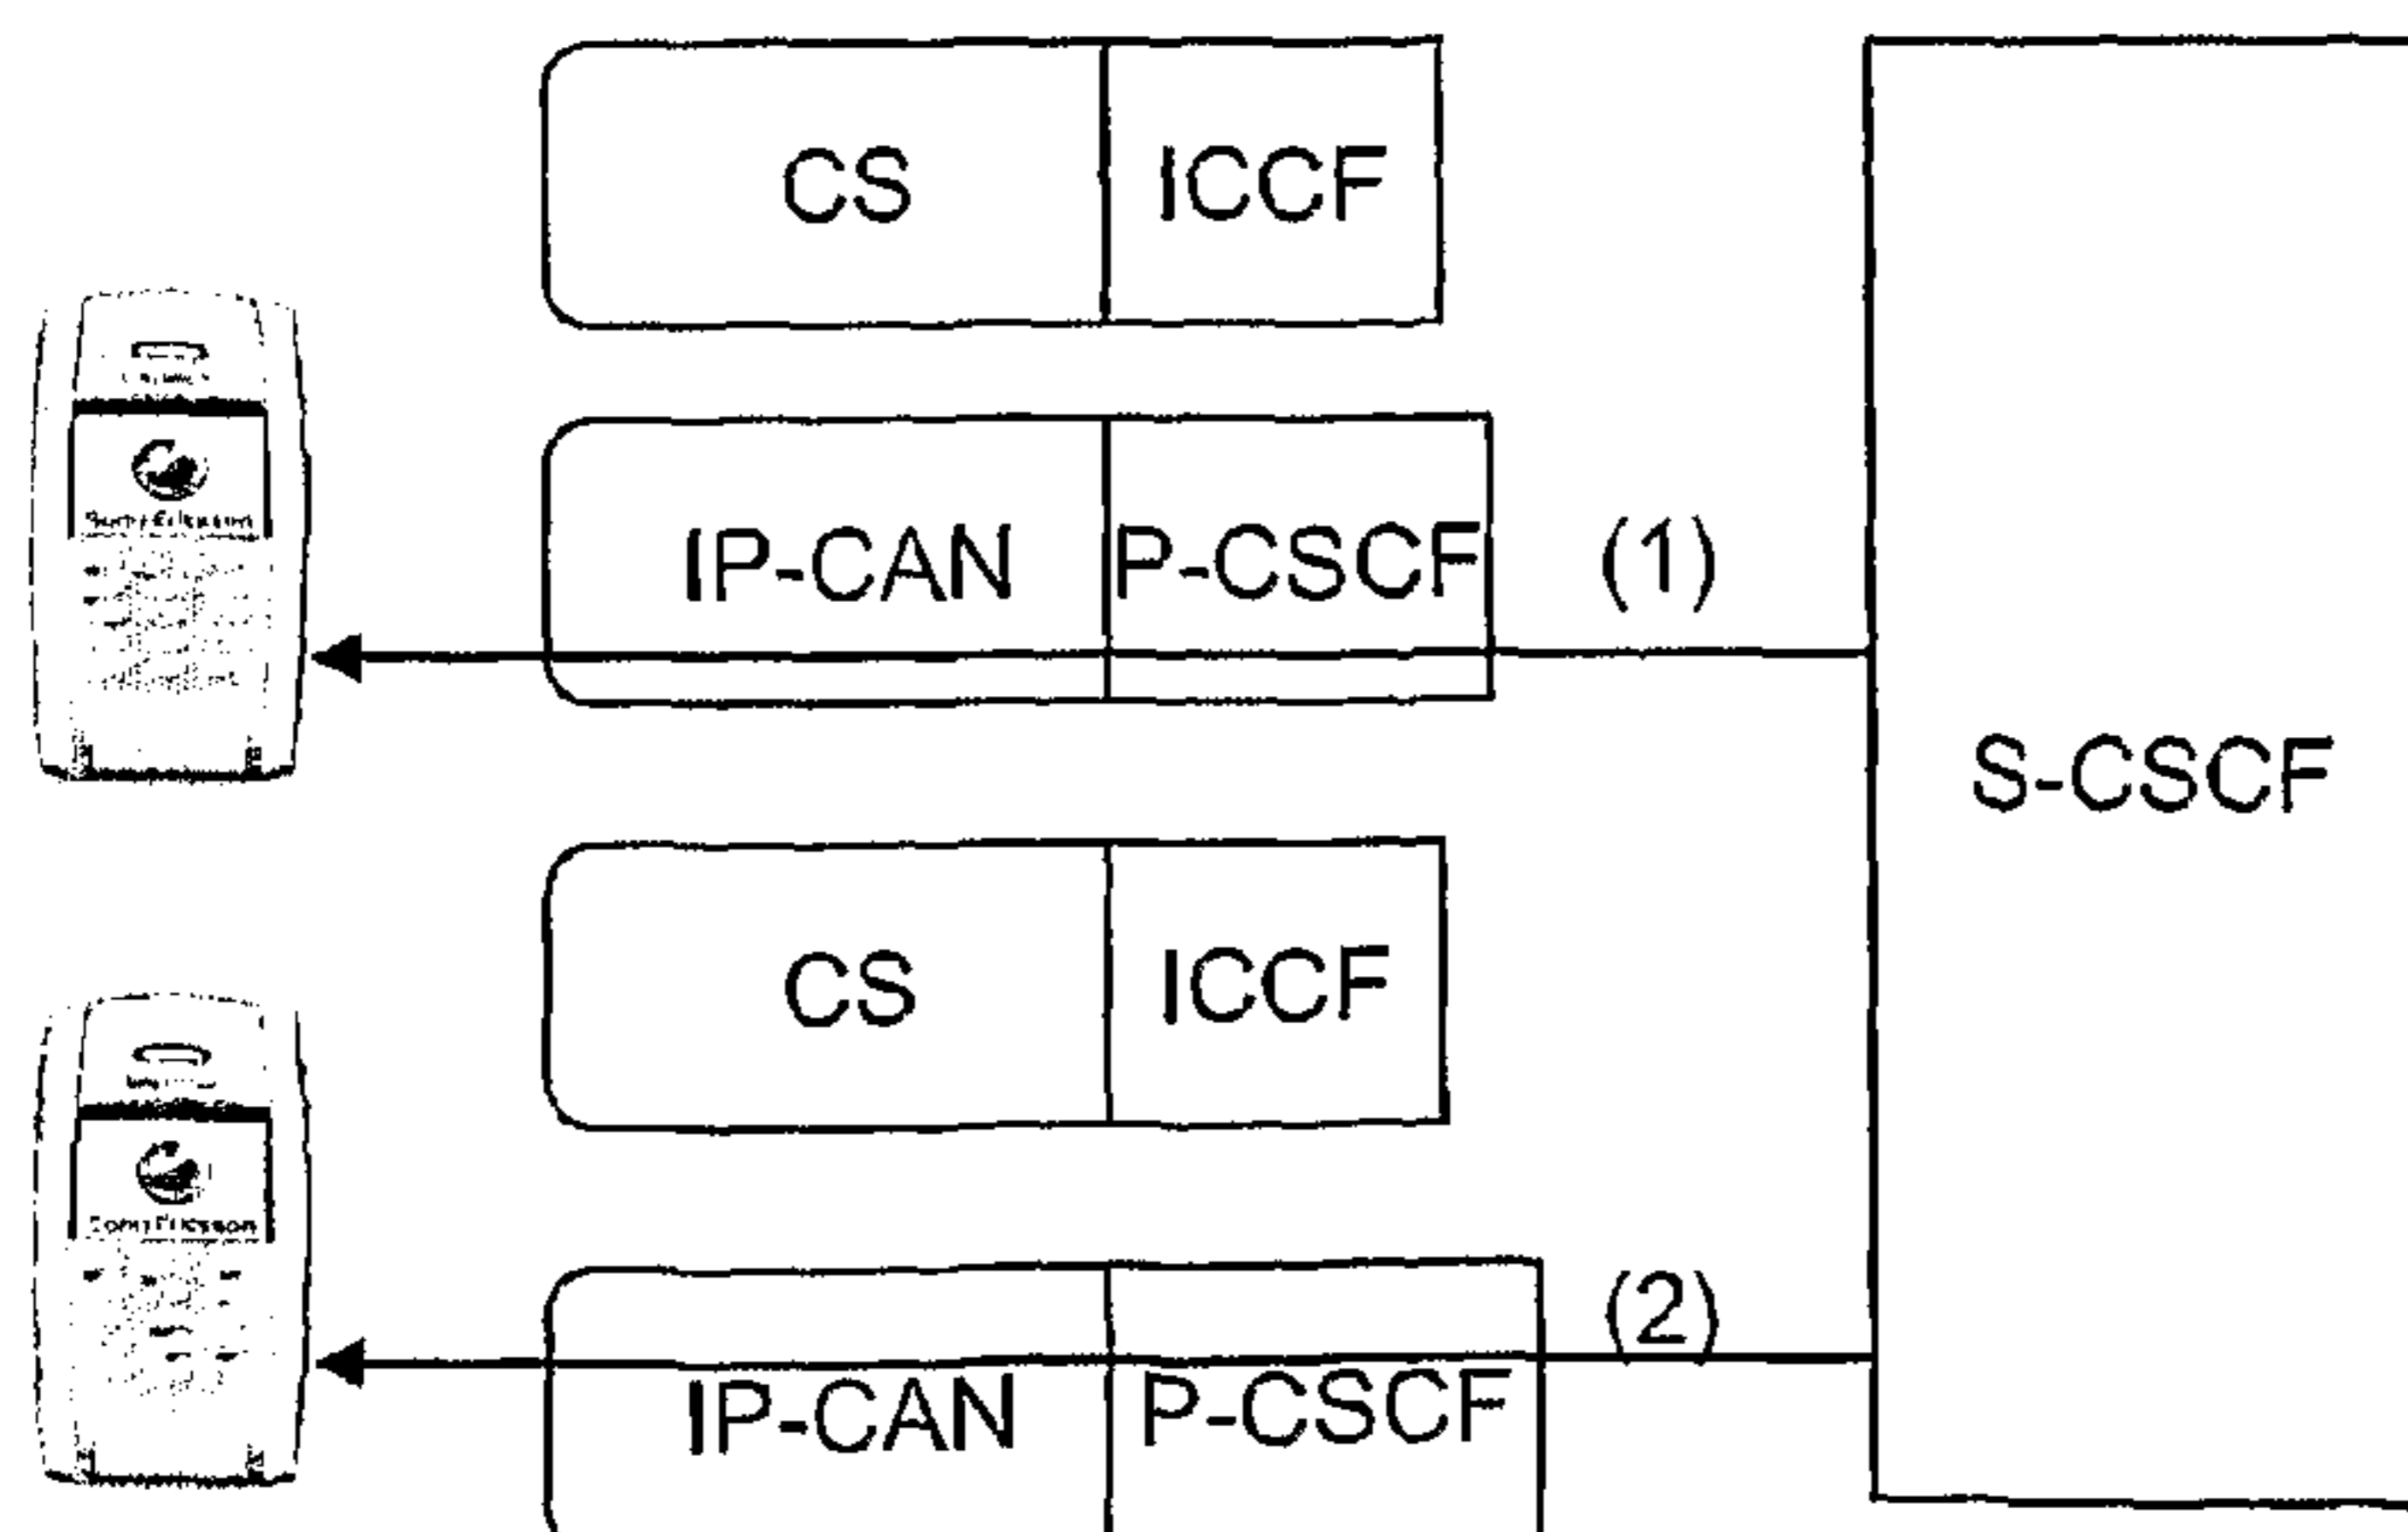 CS ICCF
IP-CAN P-CSCF (1)
S-CSCF
CS ICCF
(2)
IP-CAN P-CSCF